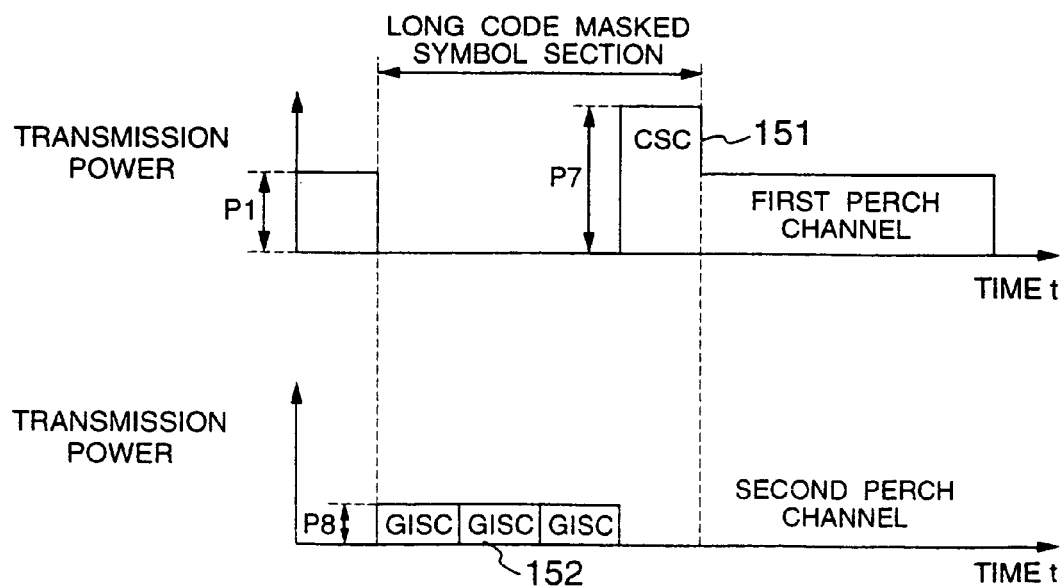 LONG CODE MASKED
SYMBOL SECTION
TRANSMISSION
POWER
P1
P7
CSC
151
FIRST PERCH
CHANNEL
TIME t
TRANSMISSION
POWER
P8
GISC GISC GISC
152
SECOND PERCH
CHANNEL
TIME t